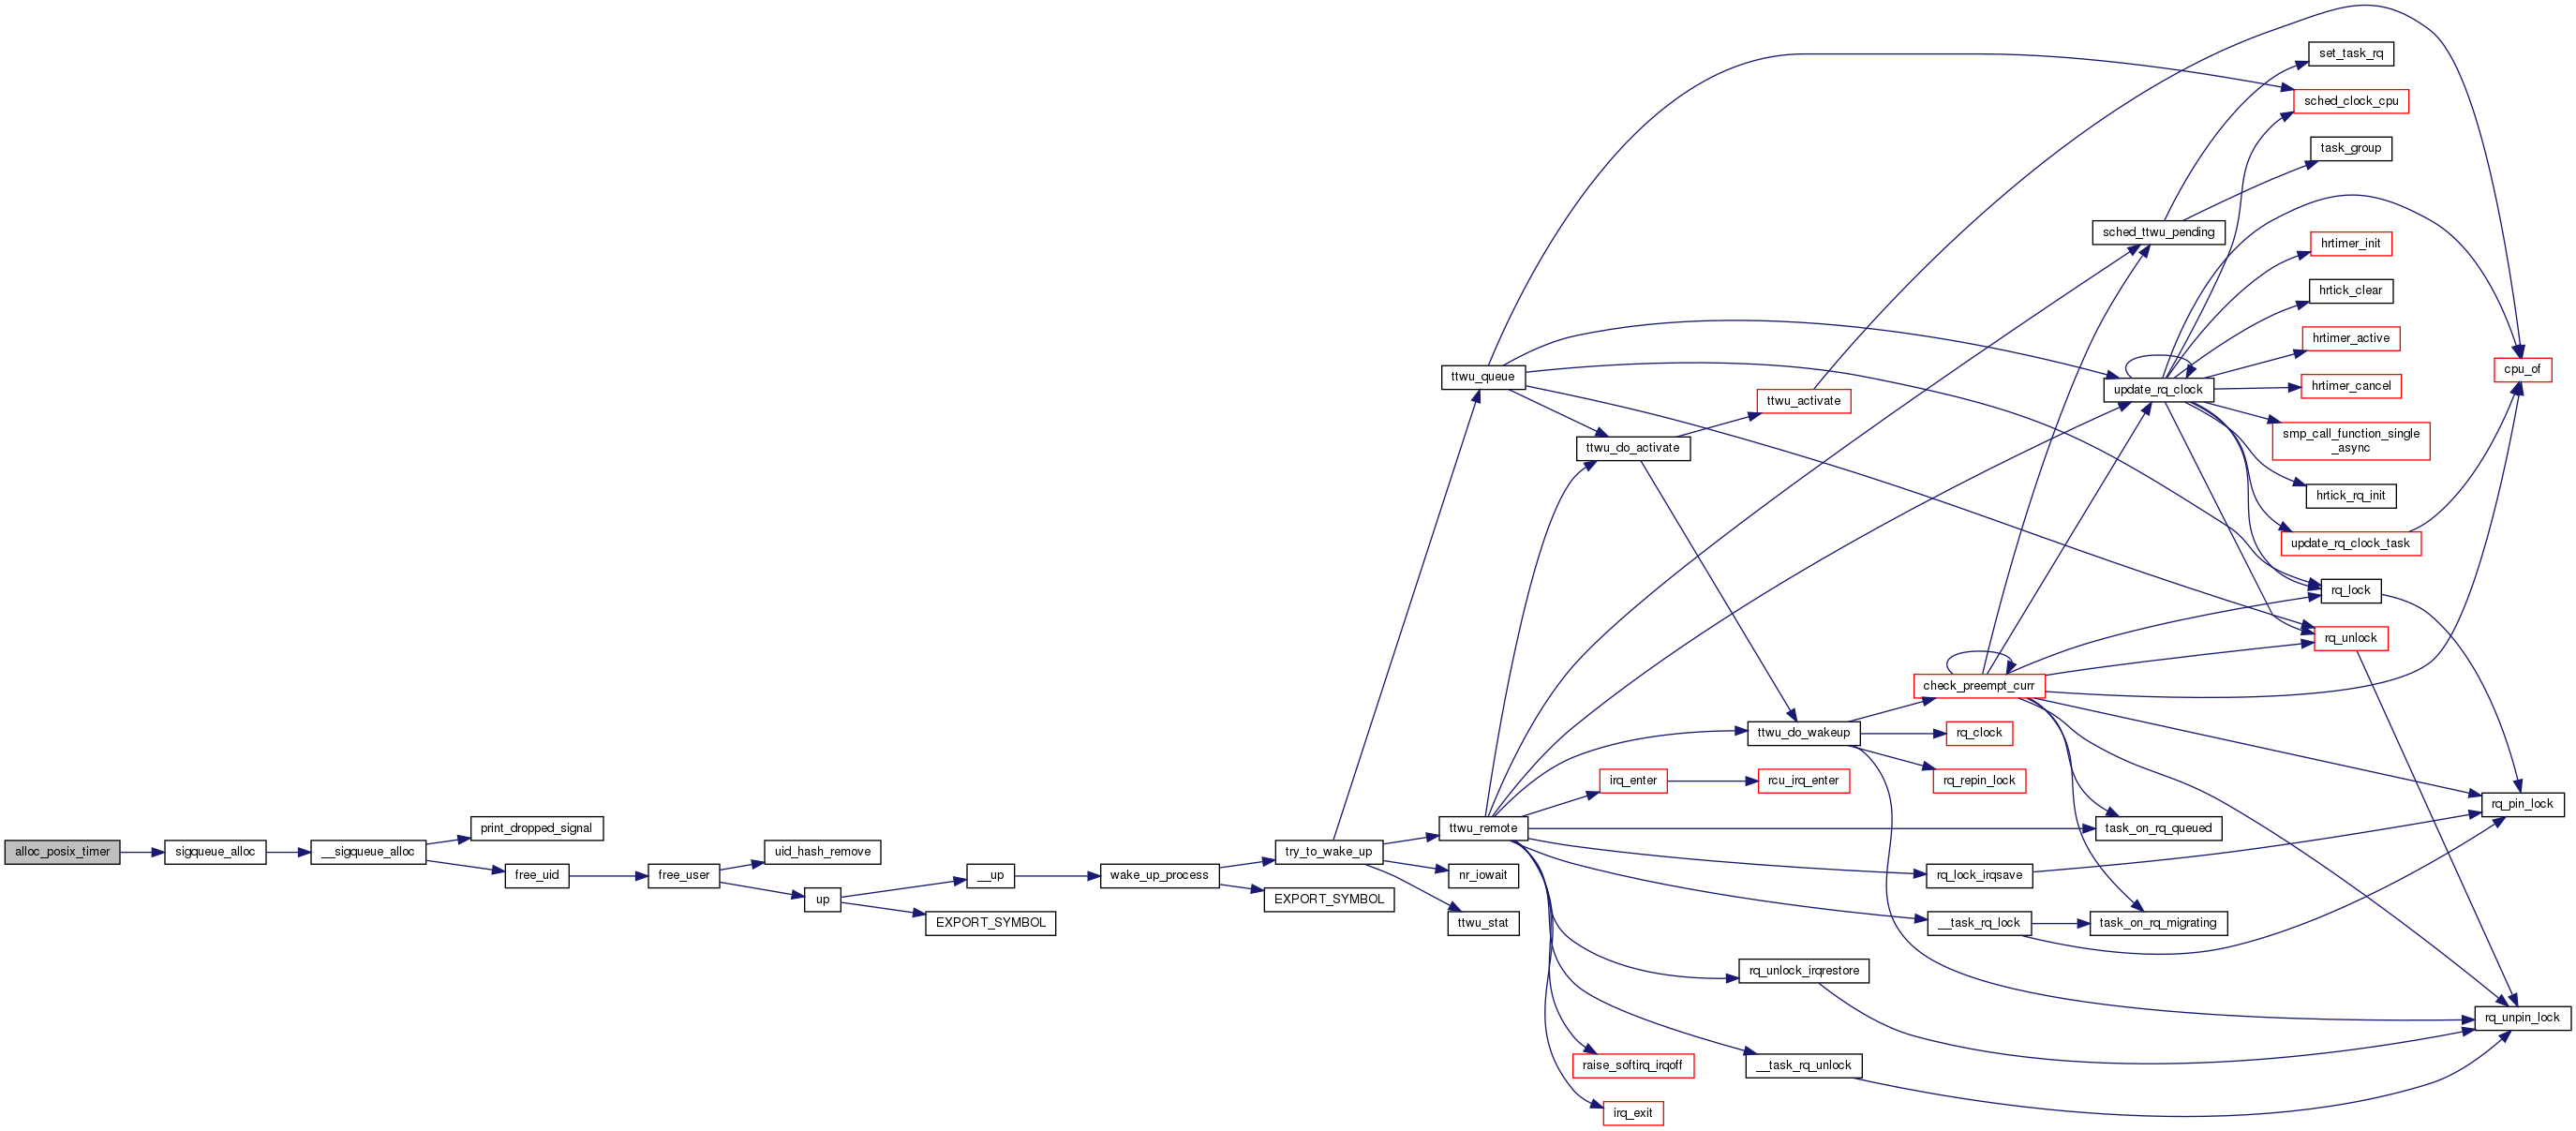 alloc_posix_timer
sigqueue_alloc
__sigqueue_alloc
print_dropped_signal
free_uid
free_user
uid_hash_remove
up
__up
EXPORT_SYMBOL
wake_up_process
try_to_wake_up
EXPORT_SYMBOL
ttwu_queue
ttwu_remote
nr_iowait
ttwu_stat
ttwu_do_activate
irq_enter
raise_softirq_irqoff
irq_exit
ttwu_activate
ttwu_do_wakeup
rcu_irq_enter
rq_unlock_irqrestore
__task_rq_unlock
check_preempt_curr
rq_clock
rq_repin_lock
rq_lock_irqsave
__task_rq_lock
sched_ttwu_pending
update_rq_clock
task_on_rq_queued
task_on_rq_migrating
set_task_rq
sched_clock_cpu
task_group
hrtimer_init
hrtick_clear
hrtimer_active
hrtimer_cancel
smp_call_function_single
_async
hrtick_rq_init
update_rq_clock_task
rq_lock
rq_unlock
cpu_of
rq_pin_lock
rq_unpin_lock